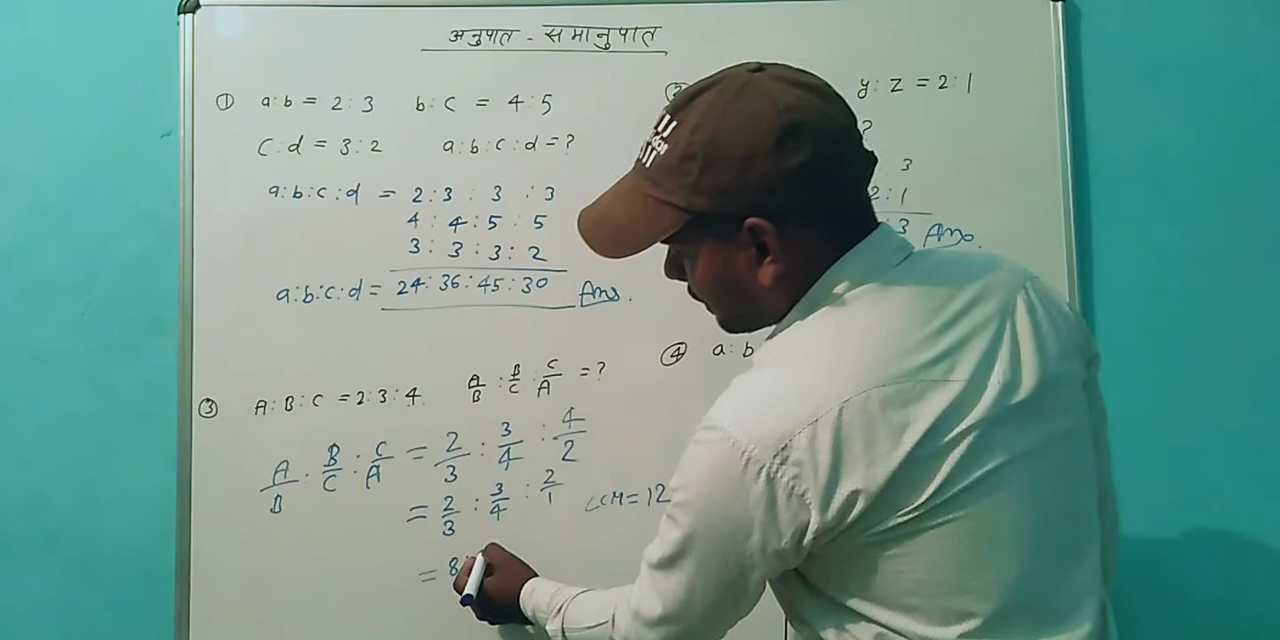 अनुपात - समानुपात
① a:b = 2:3 b:c = 4:5
c:d = 3:2 a:b:c:d = ?
a:b:c:d = 2:3 : 3 : 3
4 : 4 : 5 : 5
3 : 3 : 3 : 2
a:b:c:d = 24:36:45:30 Ans.
y:z = 2:1
?
: 3
2:1
: 3 Ans.
③ A:B:C = 2:3:4. A/B : B/C : C/A = ?
A/B : B/C : C/A = 2/3 : 3/4 : 4/2
= 2/3 : 3/4 : 2/1 LCM = 12
= 8
④ a:b